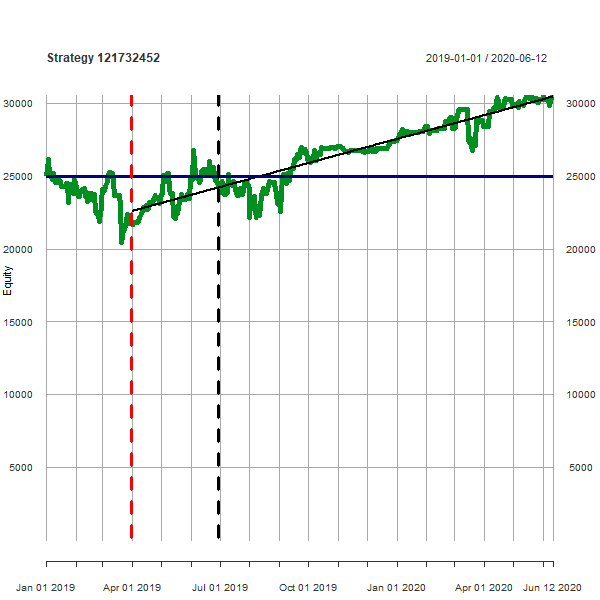 Strategy 121732452
2019-01-01 / 2020-06-12
30000
30000
25000
25000
20000
20000
Equity
15000
15000
10000
10000
5000
5000
Jan 01 2019
Apr 01 2019
Jul 01 2019
Oct 01 2019
Jan 01 2020
Apr 01 2020
Jun 12 2020